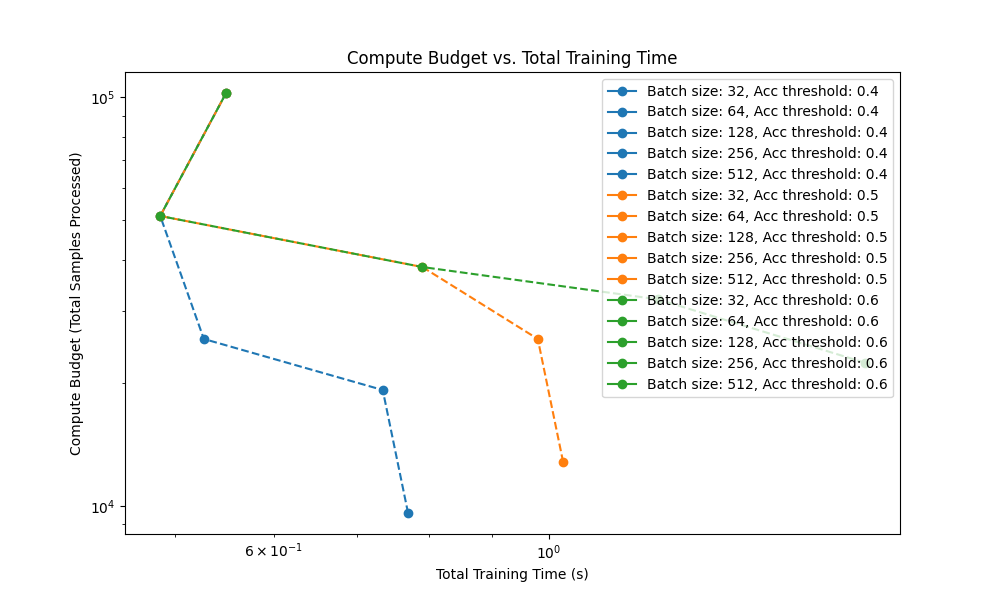 Compute Budget vs. Total Training Time
Compute Budget (Total Samples Processed)
10⁵
10⁴
6 × 10⁻¹
10⁰
Total Training Time (s)
Batch size: 32, Acc threshold: 0.4
Batch size: 64, Acc threshold: 0.4
Batch size: 128, Acc threshold: 0.4
Batch size: 256, Acc threshold: 0.4
Batch size: 512, Acc threshold: 0.4
Batch size: 32, Acc threshold: 0.5
Batch size: 64, Acc threshold: 0.5
Batch size: 128, Acc threshold: 0.5
Batch size: 256, Acc threshold: 0.5
Batch size: 512, Acc threshold: 0.5
Batch size: 32, Acc threshold: 0.6
Batch size: 64, Acc threshold: 0.6
Batch size: 128, Acc threshold: 0.6
Batch size: 256, Acc threshold: 0.6
Batch size: 512, Acc threshold: 0.6